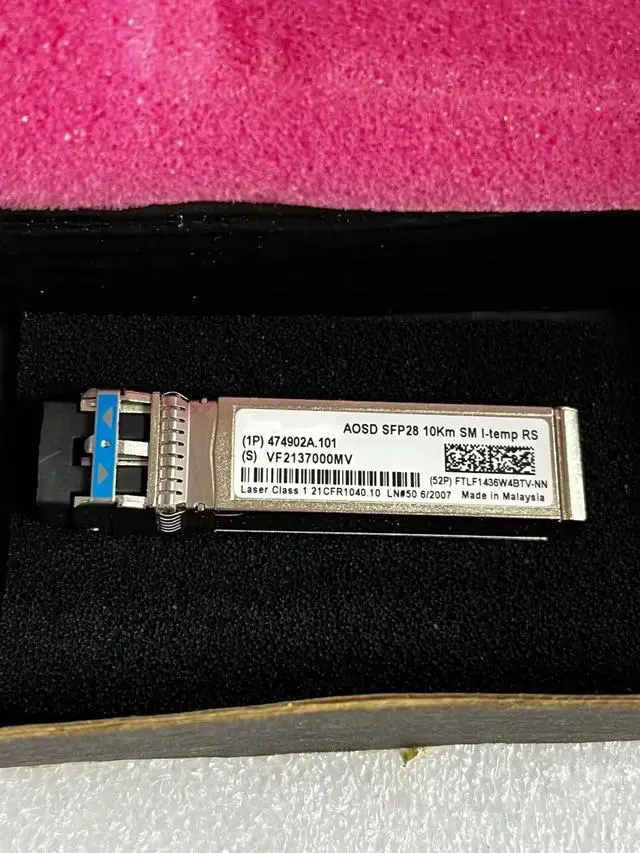 AOSD SFP28 10Km SM I-temp RS
(1P) 474902A.101
(S) VF2137000MV
(52P) FTLF1436W4BTV-NN
Laser Class 1 21CFR1040.10 LN#50 6/2007 Made in Malaysia